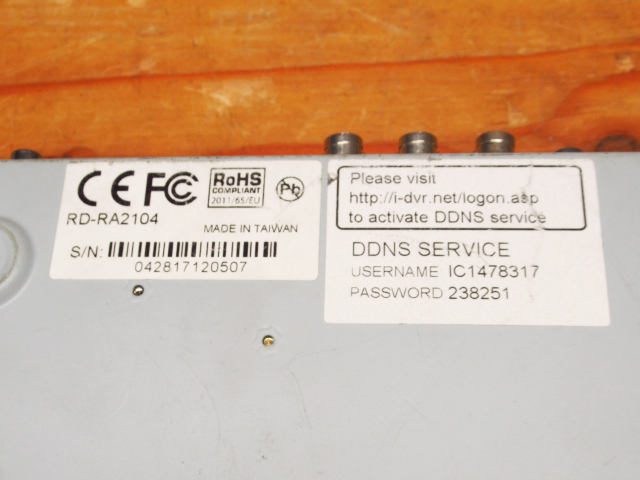 CE FC
RoHS
COMPLIANT
2011/65/EU
Pb
RD-RA2104
MADE IN TAIWAN
S/N:
042817120507
Please visit
http://i-dvr.net/logon.asp
to activate DDNS service
DDNS SERVICE
USERNAME IC1478317
PASSWORD 238251